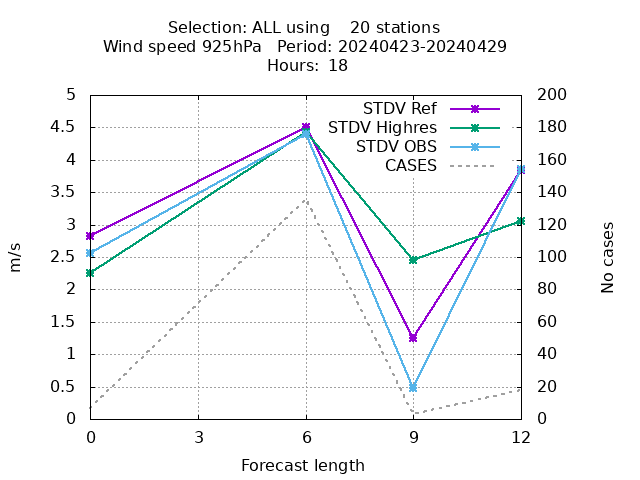 Selection: ALL using    20 stations
Wind speed 925hPa   Period: 20240423-20240429
Hours:  18
STDV Ref
STDV Highres
STDV OBS
CASES
5
4.5
4
3.5
3
2.5
2
1.5
1
0.5
0
200
180
160
140
120
100
80
60
40
20
0
m/s
No cases
0
3
6
9
12
Forecast length